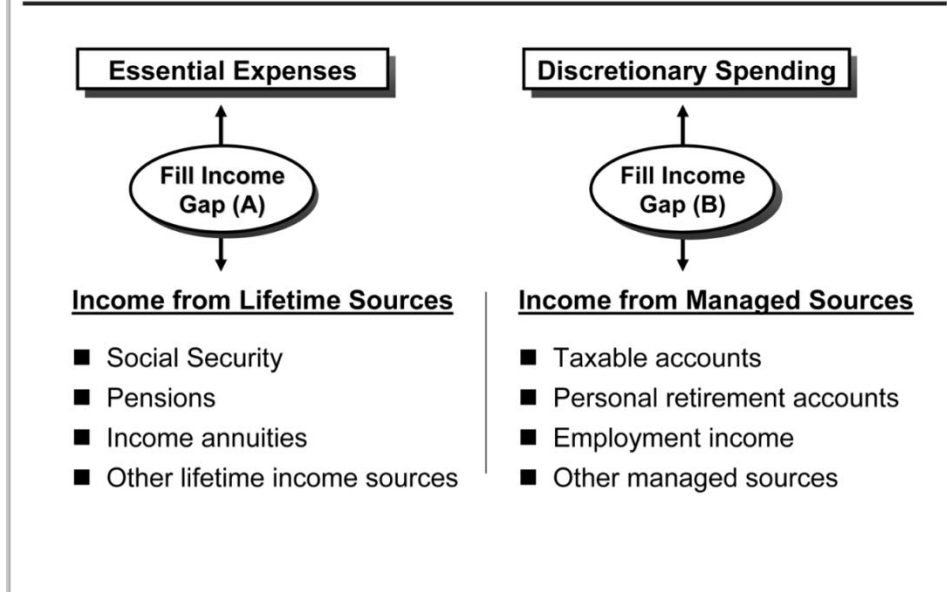 Essential Expenses
Fill Income
Gap (A)
Income from Lifetime Sources
■ Social Security
■ Pensions
■ Income annuities
■ Other lifetime income sources
Discretionary Spending
Fill Income
Gap (B)
Income from Managed Sources
■ Taxable accounts
■ Personal retirement accounts
■ Employment income
■ Other managed sources